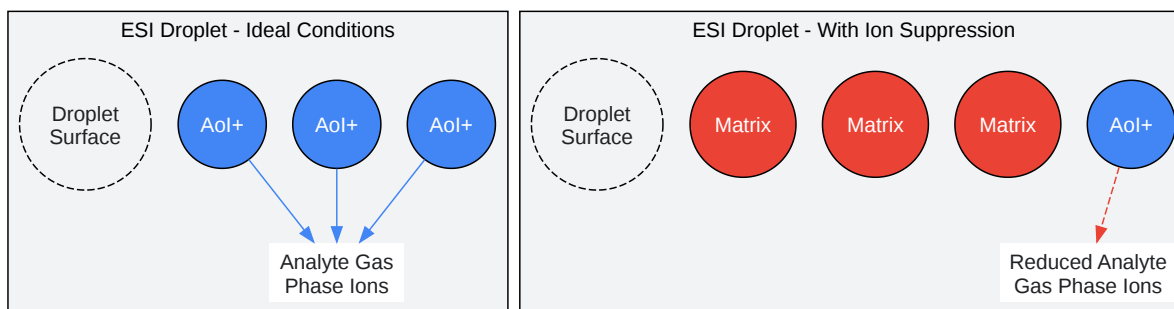 ESI Droplet - Ideal Conditions
Droplet
Surface
AoI+
AoI+
AoI+
Analyte Gas
Phase Ions
ESI Droplet - With Ion Suppression
Droplet
Surface
Matrix
Matrix
Matrix
AoI+
Reduced Analyte
Gas Phase Ions